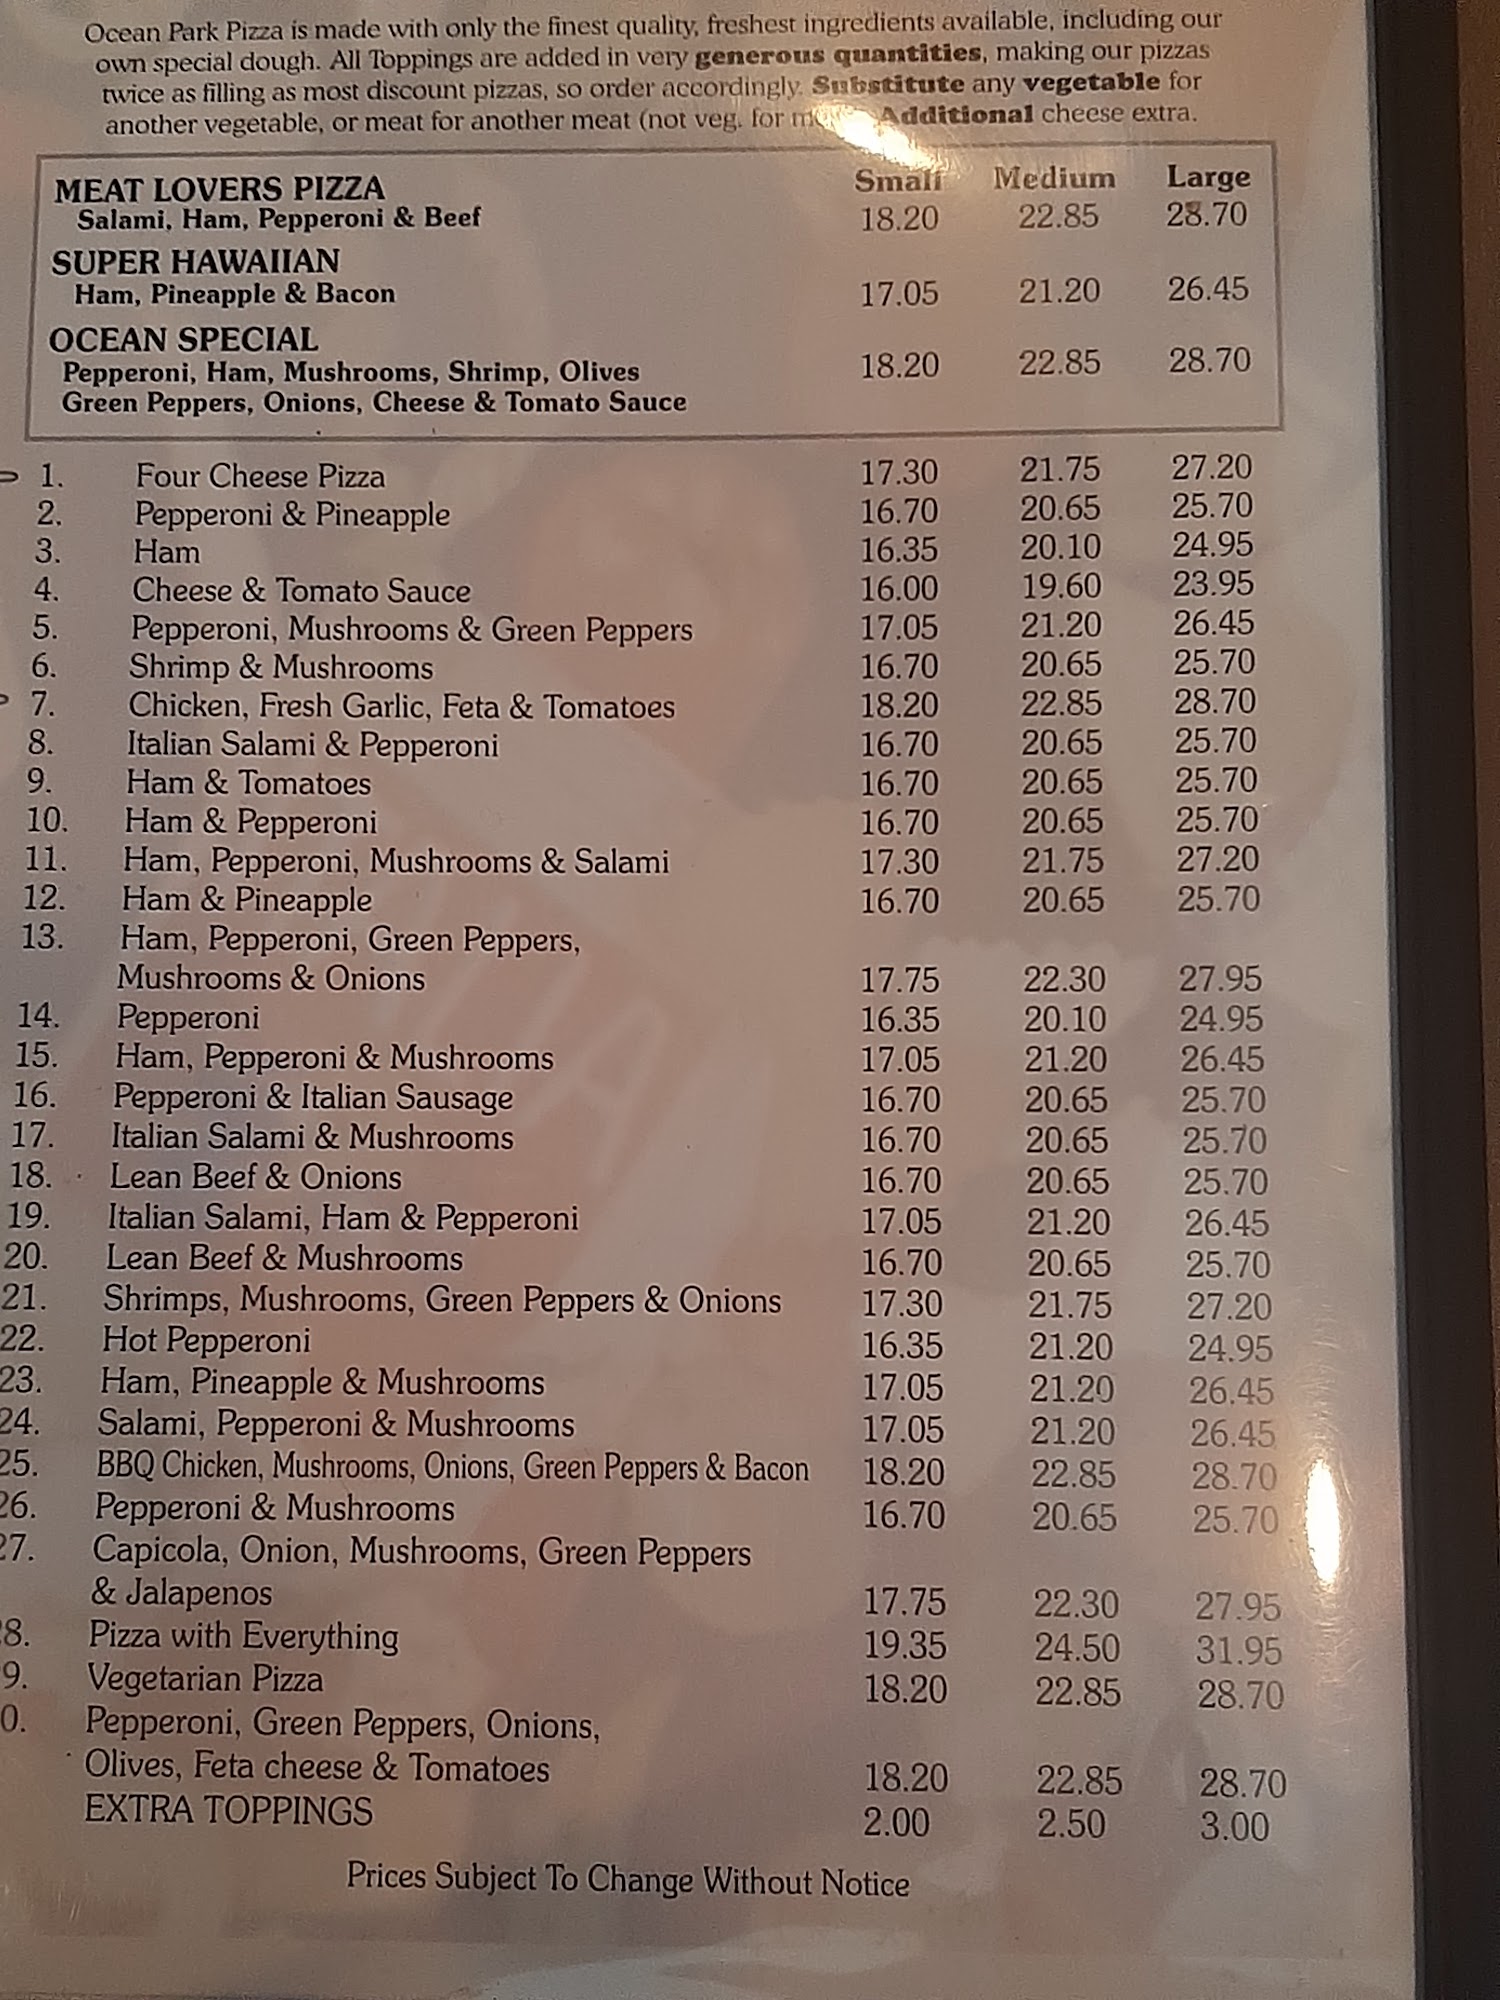 Ocean Park Pizza is made with only the finest quality, freshest ingredients available, including our
own special dough. All Toppings are added in very generous quantities, making our pizzas
twice as filling as most discount pizzas, so order accordingly. Substitute any vegetable for
another vegetable, or meat for another meat (not veg. for Additional cheese extra.
Small Medium Large
MEAT LOVERS PIZZA
Salami, Ham, Pepperoni & Beef 18.20 22.85 28.70
SUPER HAWAIIAN
Ham, Pineapple & Bacon 17.05 21.20 26.45
OCEAN SPECIAL
Pepperoni, Ham, Mushrooms, Shrimp, Olives 18.20 22.85 28.70
Green Peppers, Onions, Cheese & Tomato Sauce
1. Four Cheese Pizza 17.30 21.75 27.20
2. Pepperoni & Pineapple 16.70 20.65 25.70
3. Ham 16.35 20.10 24.95
4. Cheese & Tomato Sauce 16.00 19.60 23.95
5. Pepperoni, Mushrooms & Green Peppers 17.05 21.20 26.45
6. Shrimp & Mushrooms 16.70 20.65 25.70
7. Chicken, Fresh Garlic, Feta & Tomatoes 18.20 22.85 28.70
8. Italian Salami & Pepperoni 16.70 20.65 25.70
9. Ham & Tomatoes 16.70 20.65 25.70
10. Ham & Pepperoni 16.70 20.65 25.70
11. Ham, Pepperoni, Mushrooms & Salami 17.30 21.75 27.20
12. Ham & Pineapple 16.70 20.65 25.70
13. Ham, Pepperoni, Green Peppers,
Mushrooms & Onions 17.75 22.30 27.95
14. Pepperoni 16.35 20.10 24.95
15. Ham, Pepperoni & Mushrooms 17.05 21.20 26.45
16. Pepperoni & Italian Sausage 16.70 20.65 25.70
17. Italian Salami & Mushrooms 16.70 20.65 25.70
18. Lean Beef & Onions 16.70 20.65 25.70
19. Italian Salami, Ham & Pepperoni 17.05 21.20 26.45
20. Lean Beef & Mushrooms 16.70 20.65 25.70
21. Shrimps, Mushrooms, Green Peppers & Onions 17.30 21.75 27.20
22. Hot Pepperoni 16.35 21.20 24.95
23. Ham, Pineapple & Mushrooms 17.05 21.20 26.45
24. Salami, Pepperoni & Mushrooms 17.05 21.20 26.45
25. BBQ Chicken, Mushrooms, Onions, Green Peppers & Bacon 18.20 22.85 28.70
26. Pepperoni & Mushrooms 16.70 20.65 25.70
27. Capicola, Onion, Mushrooms, Green Peppers
& Jalapenos 17.75 22.30 27.95
8. Pizza with Everything 19.35 24.50 31.95
9. Vegetarian Pizza 18.20 22.85 28.70
0. Pepperoni, Green Peppers, Onions,
Olives, Feta cheese & Tomatoes 18.20 22.85 28.70
EXTRA TOPPINGS 2.00 2.50 3.00
Prices Subject To Change Without Notice